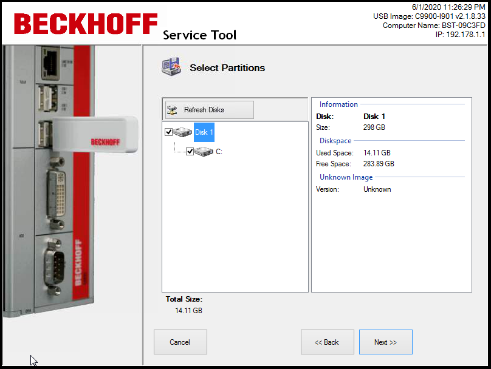 6/1/2020 11:26:29 PM
USB Image: C9900-I901 v2.1.8.33
Computer Name: BST-09C3FD
IP: 192.178.1.1
BECKHOFF Service Tool
Select Partitions
Refresh Disks
Disk 1
C:
Information
Disk: Disk 1
Size: 298 GB
Diskspace
Used Space: 14.11 GB
Free Space: 283.89 GB
Unknown Image
Version: Unknown
BECKHOFF
BECKHOFF
Total Size:
14.11 GB
Cancel
<< Back
Next >>